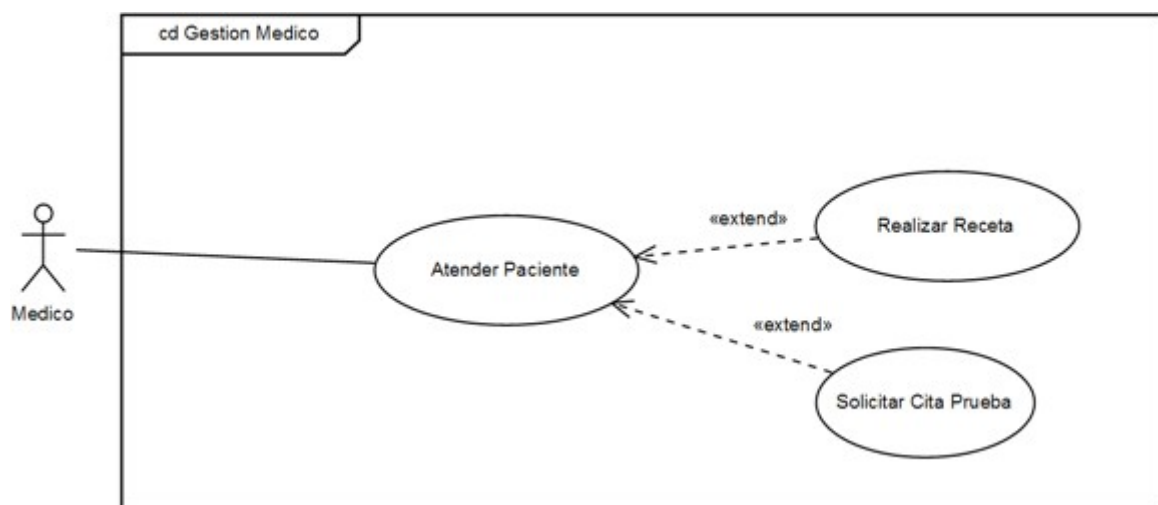 cd Gestion Medico
«extend»
Realizar Receta
Atender Paciente
Medico
«extend»
Solicitar Cita Prueba